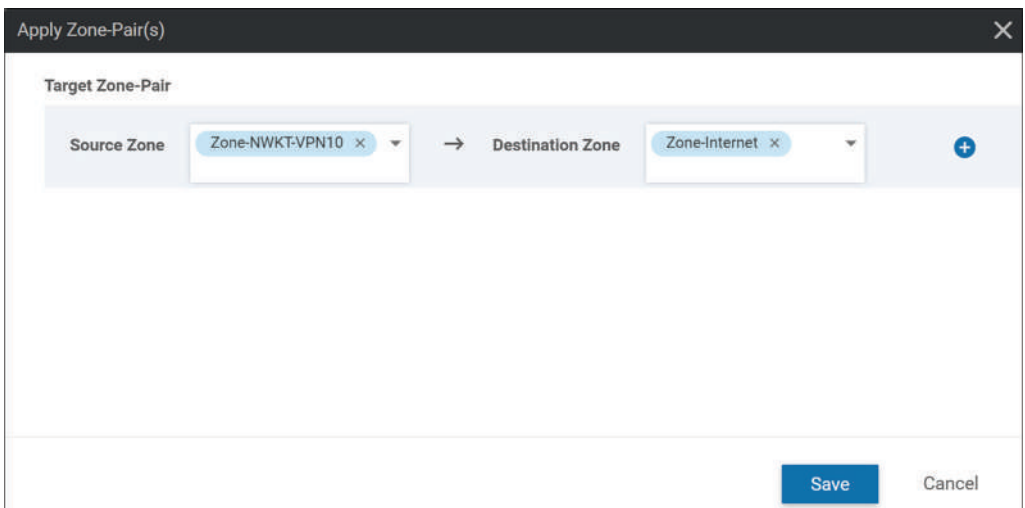 Apply Zone-Pair(s)
Target Zone-Pair
Source Zone Zone-NWKT-VPN10 × → Destination Zone Zone-Internet ×
Save Cancel